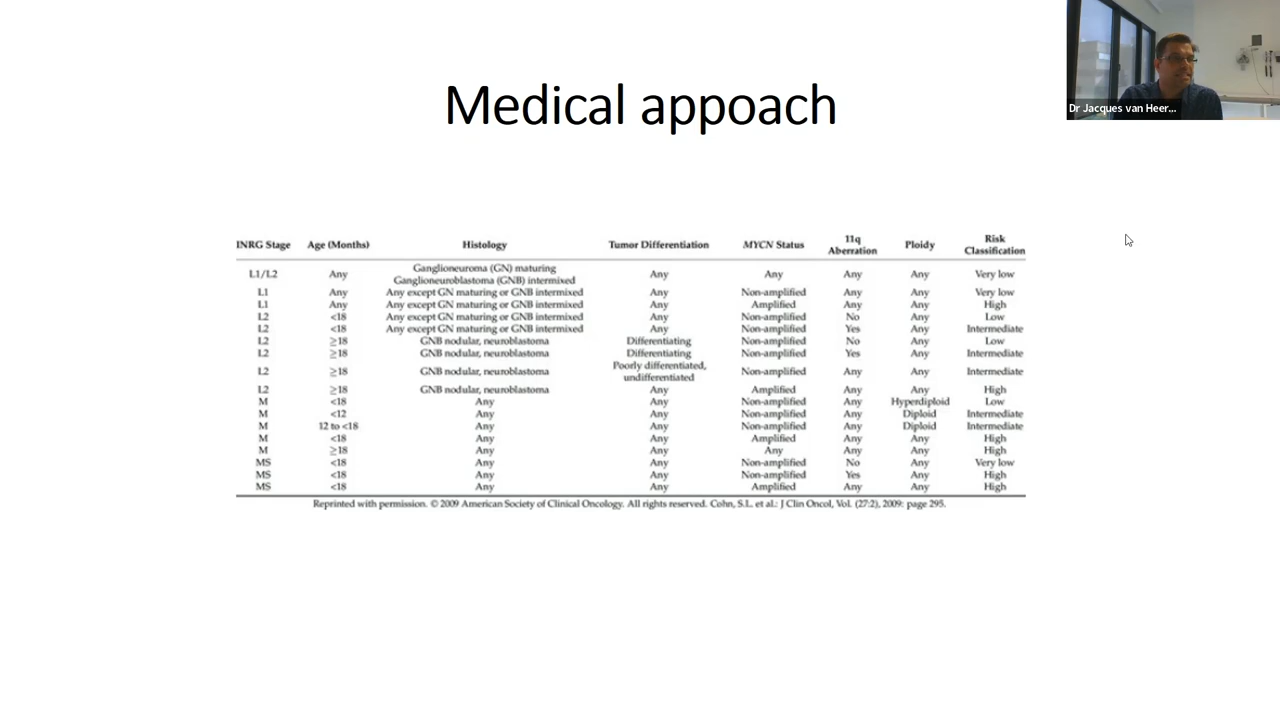 Medical appoach
Dr Jacques van Heer...
INRG Stage Age (Months) Histology Tumor Differentiation MYCN Status 11q Aberration Ploidy Risk Classification
L1/L2 Any Ganglioneuroma (GN) maturing Ganglioneuroblastoma (GNB) intermixed Any Any Any Any Very low
L1 Any Any except GN maturing or GNB intermixed Any Non-amplified Any Any Very low
L1 Any Any except GN maturing or GNB intermixed Any Amplified Any Any High
L2 <18 Any except GN maturing or GNB intermixed Any Non-amplified No Any Low
L2 <18 Any except GN maturing or GNB intermixed Any Non-amplified Yes Any Intermediate
L2 ≥18 GNB nodular, neuroblastoma Differentiating Non-amplified No Any Low
L2 ≥18 GNB nodular, neuroblastoma Differentiating Non-amplified Yes Any Intermediate
L2 ≥18 GNB nodular, neuroblastoma Poorly differentiated, undifferentiated Non-amplified Any Any Intermediate
L2 ≥18 GNB nodular, neuroblastoma Any Amplified Any Any High
M <18 Any Any Non-amplified Any Hyperdiploid Low
M <12 Any Any Non-amplified Any Diploid Intermediate
M 12 to <18 Any Any Non-amplified Any Diploid Intermediate
M <18 Any Any Amplified Any Any High
M ≥18 Any Any Any Any Any High
MS <18 Any Any Non-amplified No Any Very low
MS <18 Any Any Non-amplified Yes Any High
MS <18 Any Any Amplified Any Any High
Reprinted with permission. © 2009 American Society of Clinical Oncology. All rights reserved. Cohn, S.L. et al.: J Clin Oncol, Vol. (27:2), 2009: page 295.